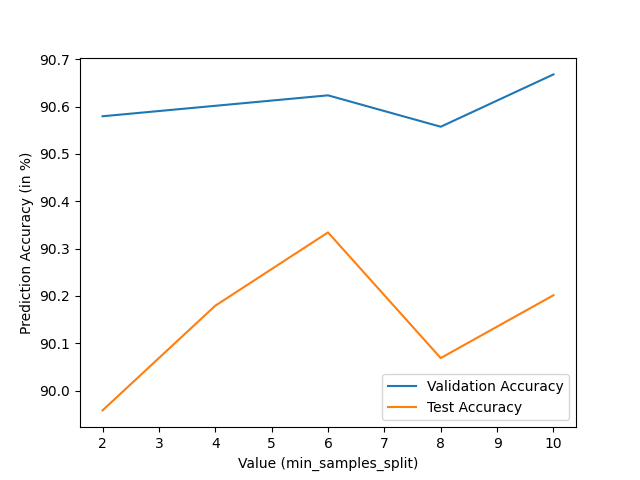 90.7
90.6
90.5
90.4
90.3
90.2
90.1
90.0
Prediction Accuracy (in %)
Validation Accuracy
Test Accuracy
2 3 4 5 6 7 8 9 10
Value (min_samples_split)